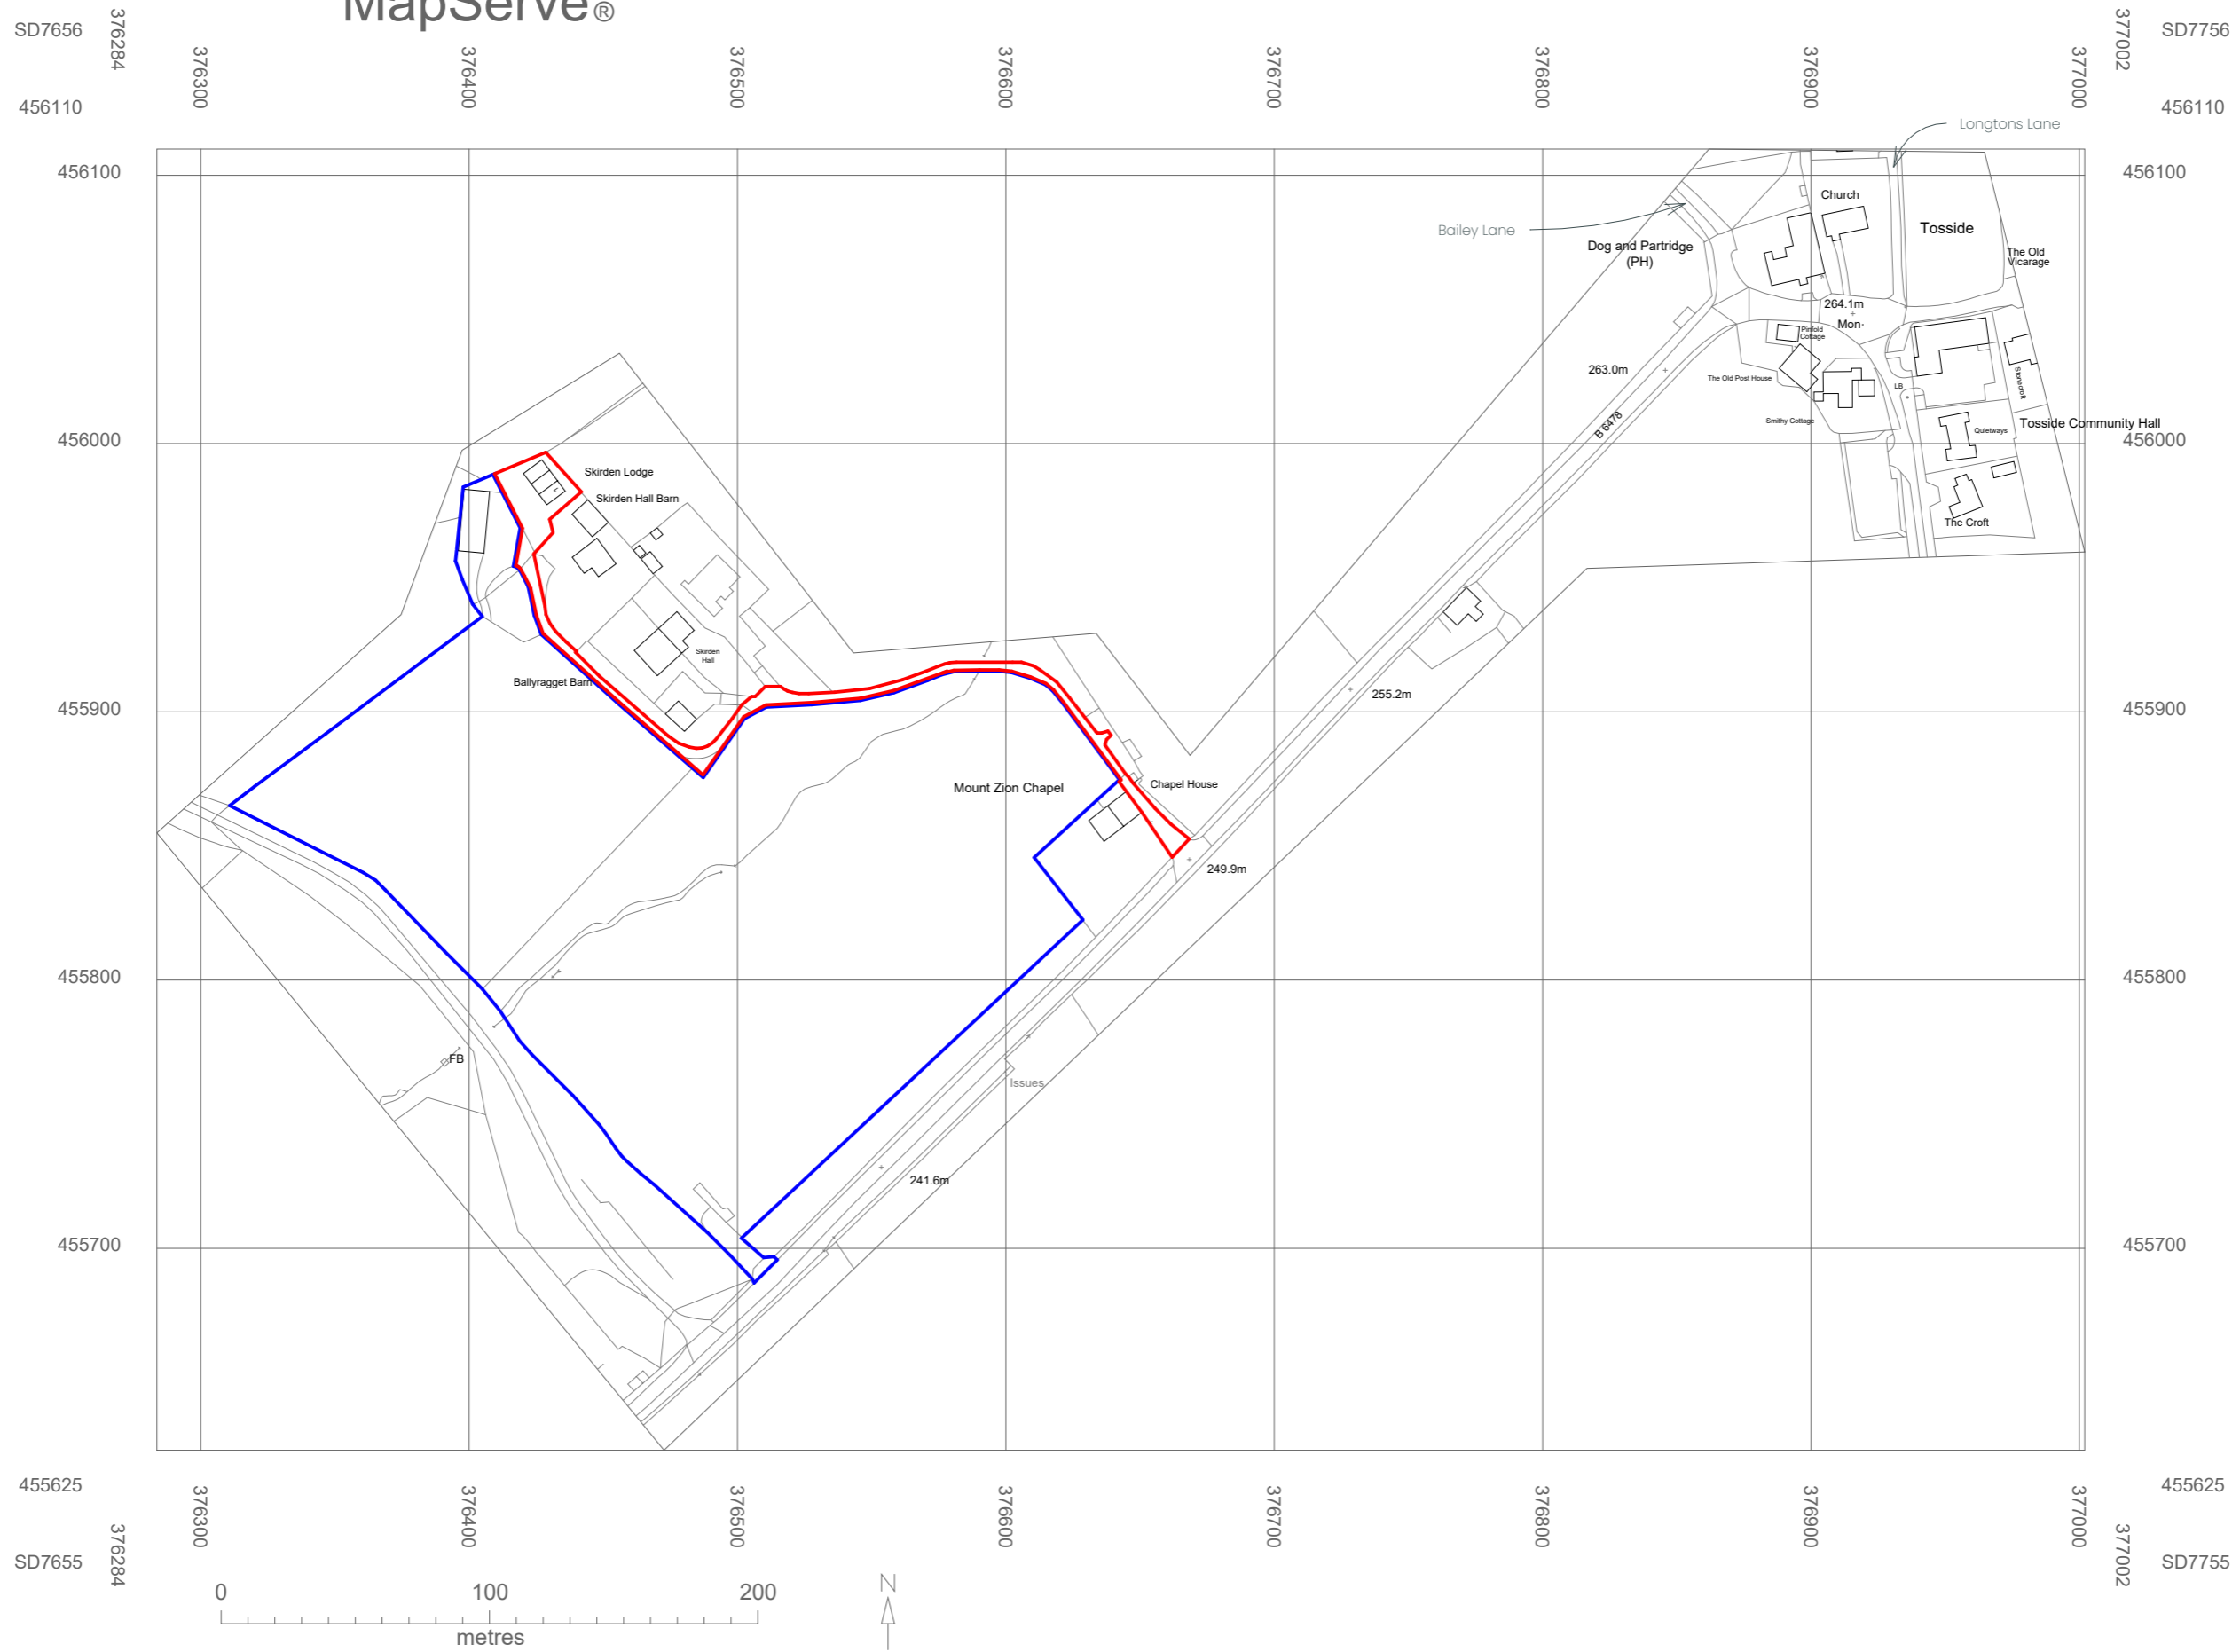 MapServe®
SD7656
376284
376300
376400
376500
376600
376700
376800
376900
377000
377002
SD7756
456110
456110
Longtons Lane
456100
456100
Church
Bailey Lane
Tosside
Dog and Partridge
(PH)
The Old
Vicarage
264.1m
Mon
Pinfold
Cottage
263.0m
The Old Post House
LB
Stonecroft
B 6478
Smithy Cottage
Quietways
Tosside Community Hall
456000
456000
Skirden Lodge
1
Skirden Hall Barn
The Croft
Skirden
Hall
Ballyragget Barn
255.2m
455900
455900
Mount Zion Chapel
Chapel House
249.9m
455800
455800
FB
Issues
241.6m
455700
455700
455625
455625
376300
376400
376500
376600
376700
376800
376900
377000
SD7655
376284
377002
SD7755
0 100 200
metres
N